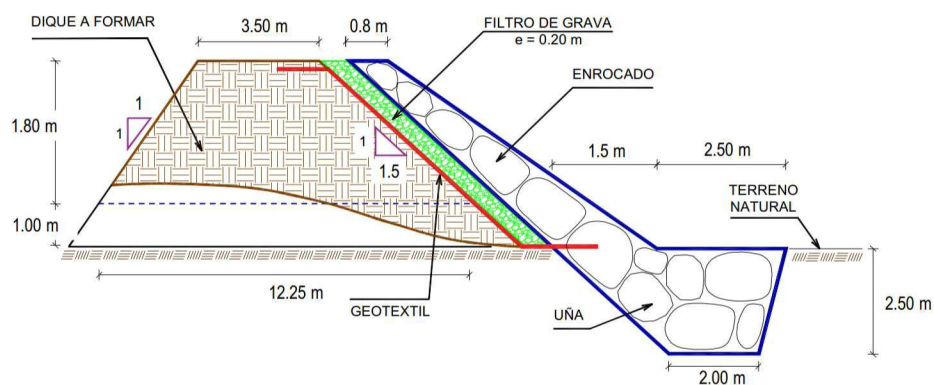 DIQUE A FORMAR
3.50 m
0.8 m
FILTRO DE GRAVA
e = 0.20 m
ENROCADO
1.80 m
1
1
1
1.5
1.5 m
2.50 m
TERRENO
NATURAL
1.00 m
12.25 m
GEOTEXTIL
UÑA
2.50 m
2.00 m